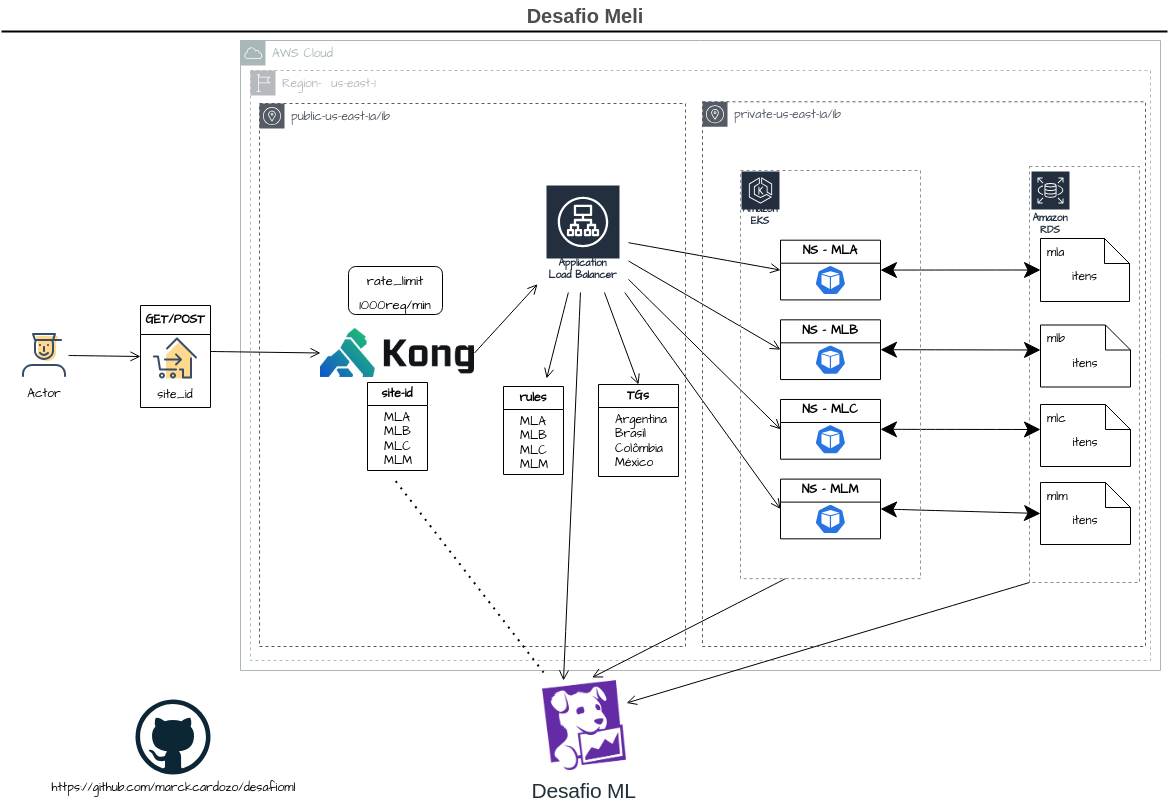 Desafio Meli
AWS Cloud
Region- us-east-1
public-us-east-1a/1b
private-us-east-1a/1b
Amazon
EKS
Amazon
RDS
Application
Load Balancer
NS - MLA
mla
itens
rate_limit
1000req/min
GET/POST
site_id
Actor
Kong
NS - MLB
mlb
itens
site-id
MLA
MLB
MLC
MLM
rules
MLA
MLB
MLC
MLM
TGs
Argentina
Brasil
Colômbia
México
NS - MLC
mlc
itens
NS - MLM
mlm
itens
https://github.com/marckcardozo/desafioml
Desafio ML